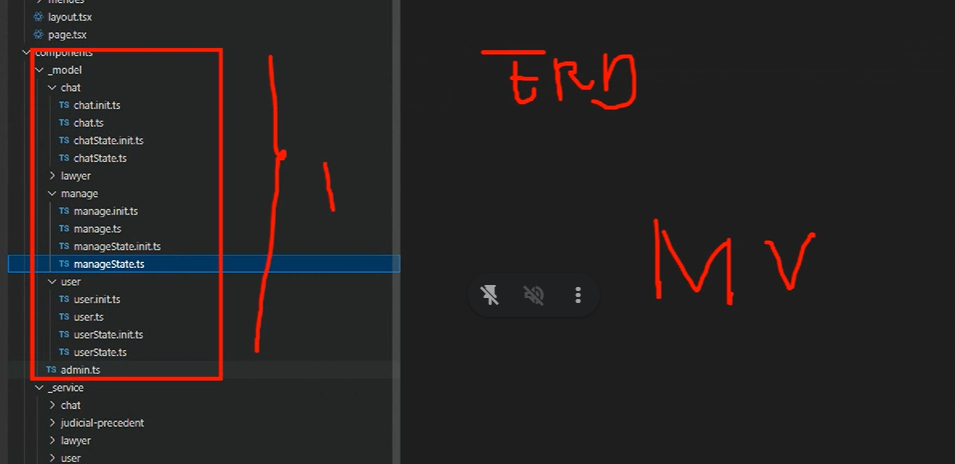 layout.tsx
page.tsx
components
_model
chat
TS chat.init.ts
TS chat.ts
TS chatState.init.ts
TS chatState.ts
lawyer
manage
TS manage.init.ts
TS manage.ts
TS manageState.init.ts
TS manageState.ts
user
TS user.init.ts
TS user.ts
TS userState.init.ts
TS userState.ts
TS admin.ts
_service
chat
judicial-precedent
lawyer
user
ERD
M V